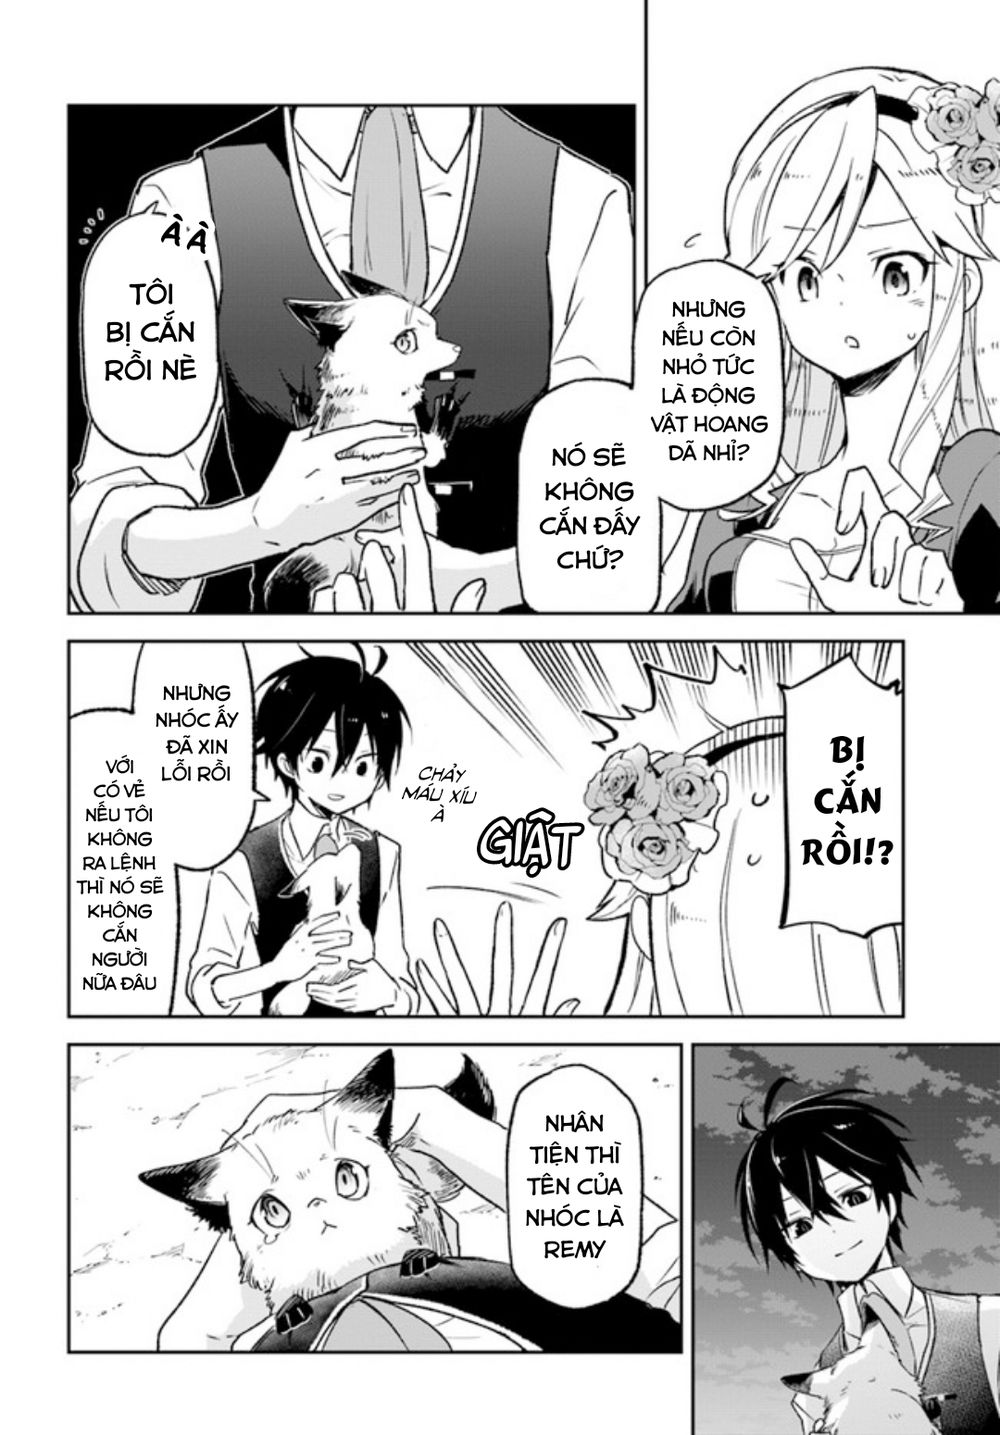 NHƯNG
NẾU CÒN
NHỎ TỨC
LÀ ĐỘNG
VẬT HOANG
DÃ NHỈ?
NÓ SẼ
KHÔNG
CẮN ĐẤY
CHỨ?
À À
TÔI
BỊ CẮN
RỒI NÈ
BỊ
CẮN
RỒI!?
GIẬT
CHẢY
MÁU XÍU
À
NHƯNG
NHÓC ẤY
ĐÃ XIN
LỖI RỒI
VỚI
CÓ VẺ
NẾU TÔI
KHÔNG
RA LỆNH
THÌ NÓ SẼ
KHÔNG
CẮN
NGƯỜI
NỮA ĐÂU
NHÂN
TIỆN THÌ
TÊN CỦA
NHÓC LÀ
REMY